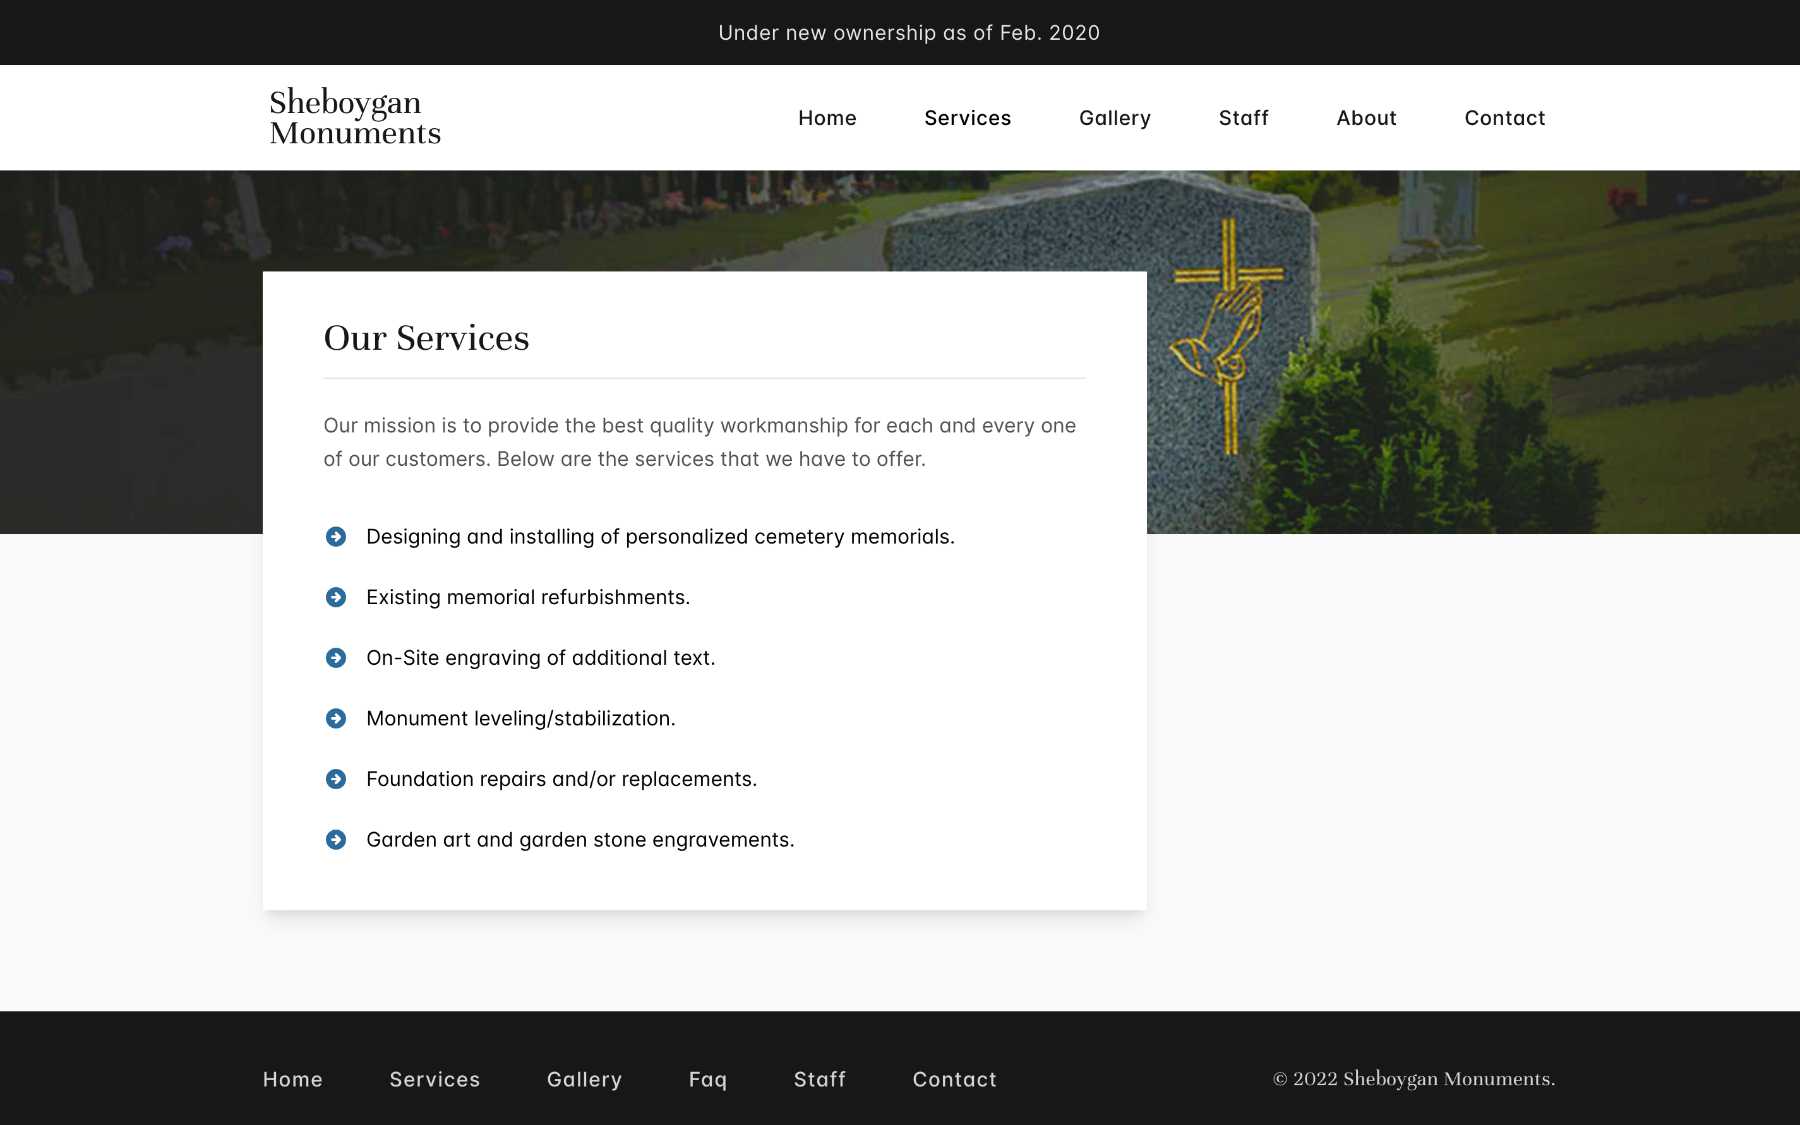 Under new ownership as of Feb. 2020
Sheboygan
Monuments
Home Services Gallery Staff About Contact
Our Services
Our mission is to provide the best quality workmanship for each and every one
of our customers. Below are the services that we have to offer.
Designing and installing of personalized cemetery memorials.
Existing memorial refurbishments.
On-Site engraving of additional text.
Monument leveling/stabilization.
Foundation repairs and/or replacements.
Garden art and garden stone engravements.
Home Services Gallery Faq Staff Contact
© 2022 Sheboygan Monuments.